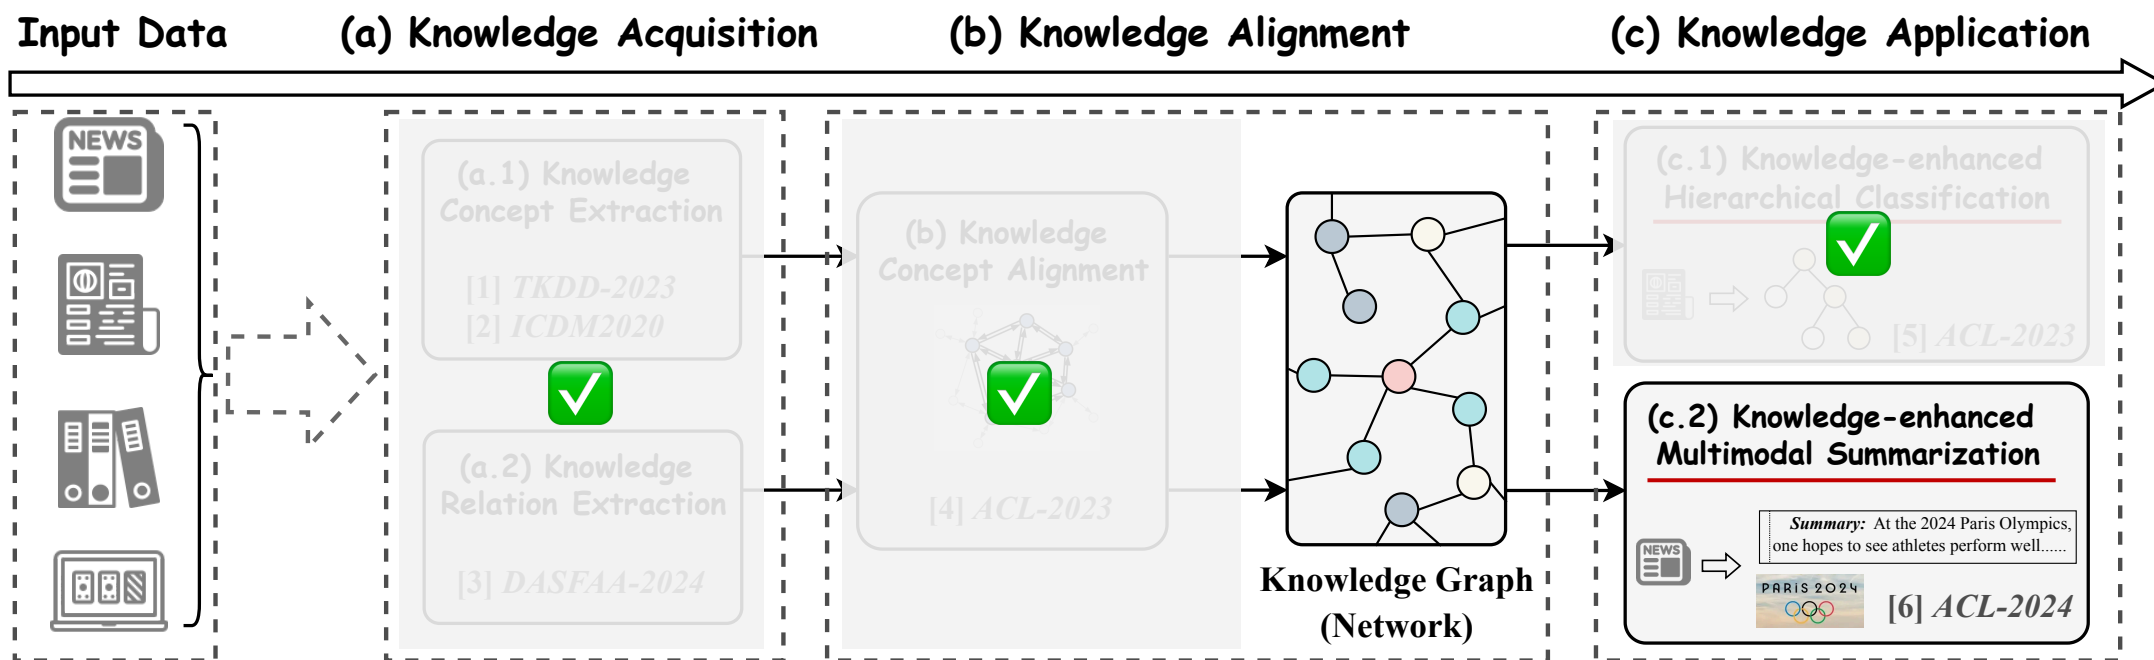 Input Data
(a) Knowledge Acquisition
(b) Knowledge Alignment
(c) Knowledge Application
NEWS
(a.1) Knowledge
Concept Extraction
[1] TKDD-2023
[2] ICDM2020
(a.2) Knowledge
Relation Extraction
[3] DASFAA-2024
(b) Knowledge
Concept Alignment
[4] ACL-2023
Knowledge Graph
(Network)
(c.1) Knowledge-enhanced
Hierarchical Classification
[5] ACL-2023
(c.2) Knowledge-enhanced
Multimodal Summarization
Summary: At the 2024 Paris Olympics,
one hopes to see athletes perform well......
NEWS
PARIS 2024
[6] ACL-2024